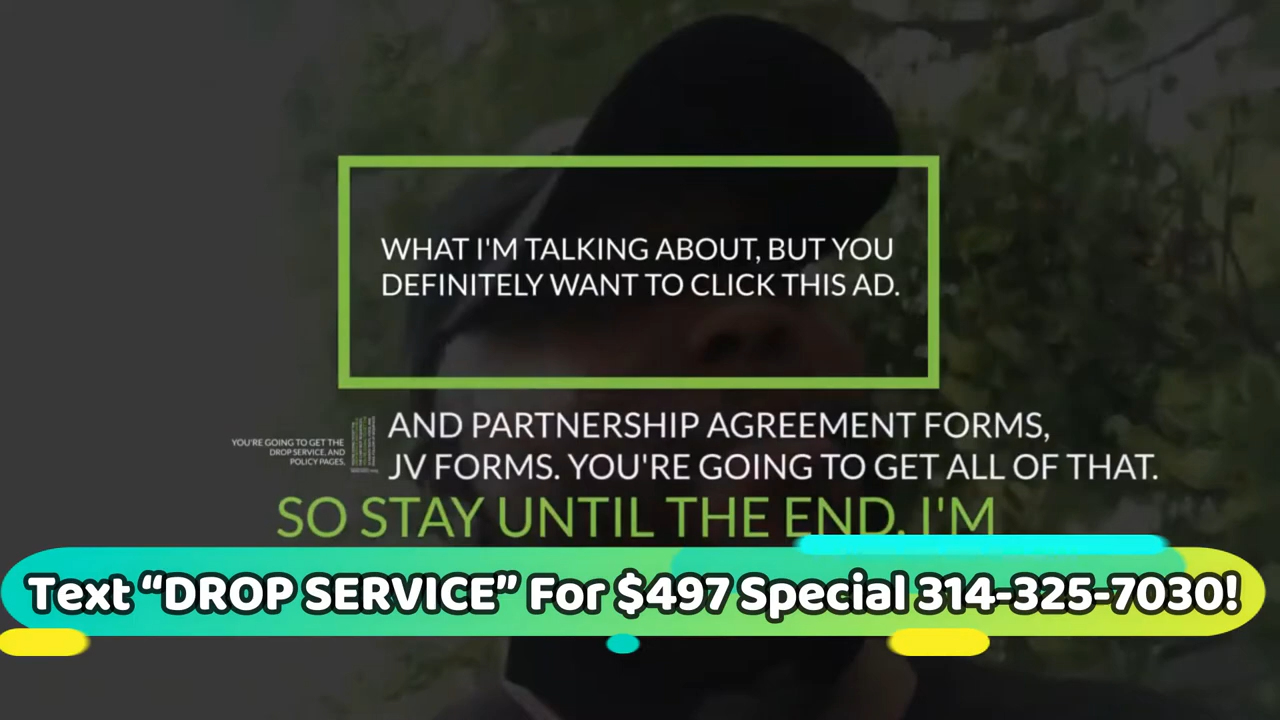 WHAT I'M TALKING ABOUT, BUT YOU
DEFINITELY WANT TO CLICK THIS AD.
YOU'RE GOING TO GET THE
DROP SERVICE, AND
POLICY PAGES,
AND PARTNERSHIP AGREEMENT FORMS,
JV FORMS. YOU'RE GOING TO GET ALL OF THAT.
SO STAY UNTIL THE END. I'M
Text “DROP SERVICE” For $497 Special 314-325-7030!